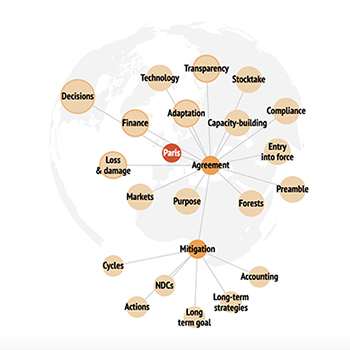 Transparency
Technology
Stocktake
Decisions
Adaptation
Compliance
Finance
Capacity-building
Paris
Entry
into force
Loss
& damage
Agreement
Preamble
Markets
Purpose
Forests
Mitigation
Cycles
Accounting
NDCs
Long-term
strategies
Actions
Long
term goal